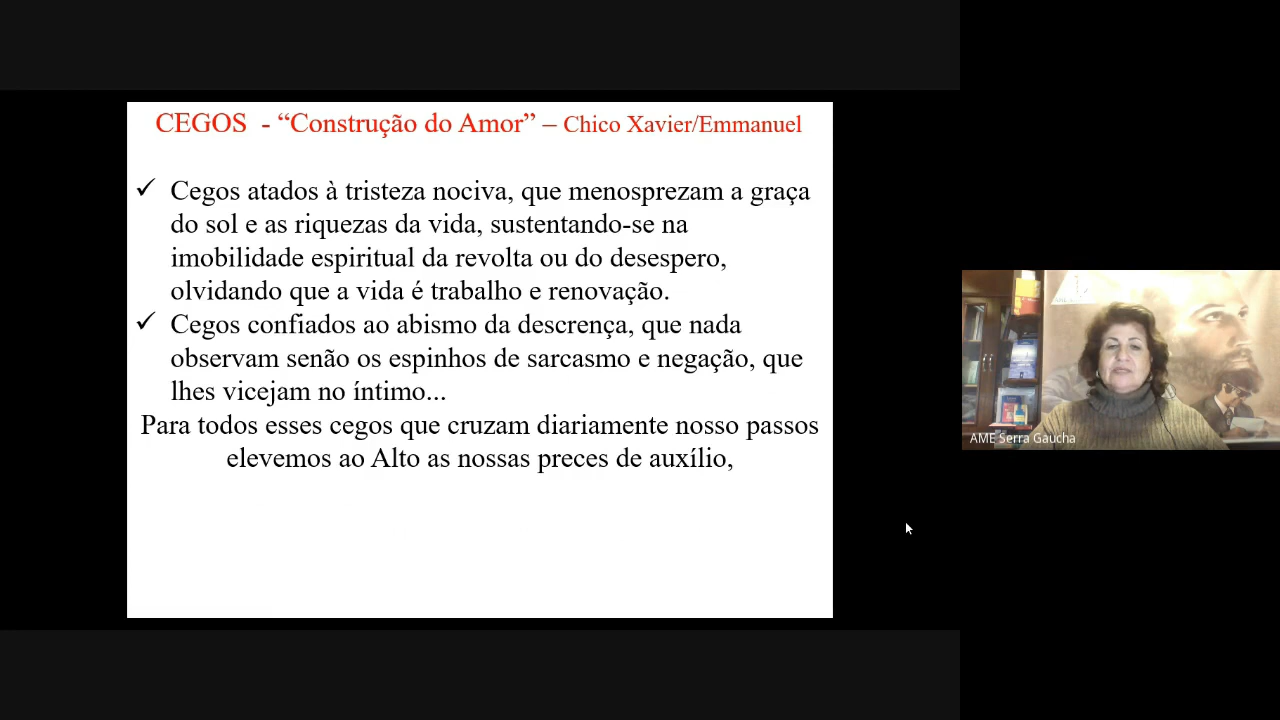 CEGOS - “Construção do Amor” – Chico Xavier/Emmanuel
✓ Cegos atados à tristeza nociva, que menosprezam a graça
do sol e as riquezas da vida, sustentando-se na
imobilidade espiritual da revolta ou do desespero,
olvidando que a vida é trabalho e renovação.
✓ Cegos confiados ao abismo da descrença, que nada
observam senão os espinhos de sarcasmo e negação, que
lhes vicejam no íntimo...
Para todos esses cegos que cruzam diariamente nosso passos
elevemos ao Alto as nossas preces de auxílio,
AME Serra Gaucha